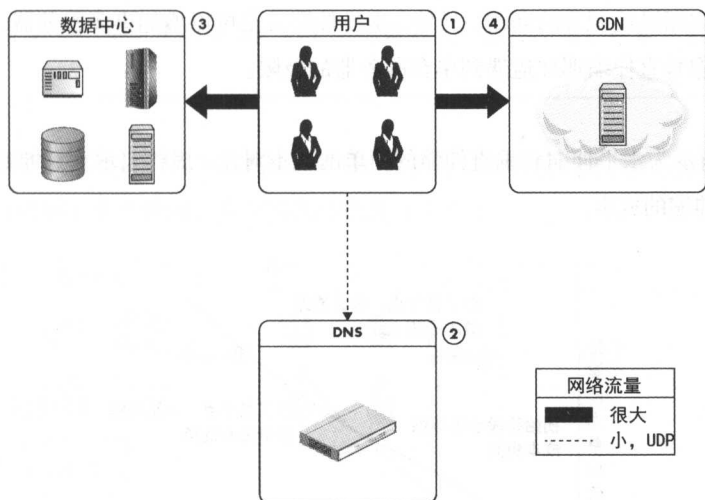 数据中心 ③
用户 ①
④ CDN
DNS ②
网络流量
很大
小, UDP